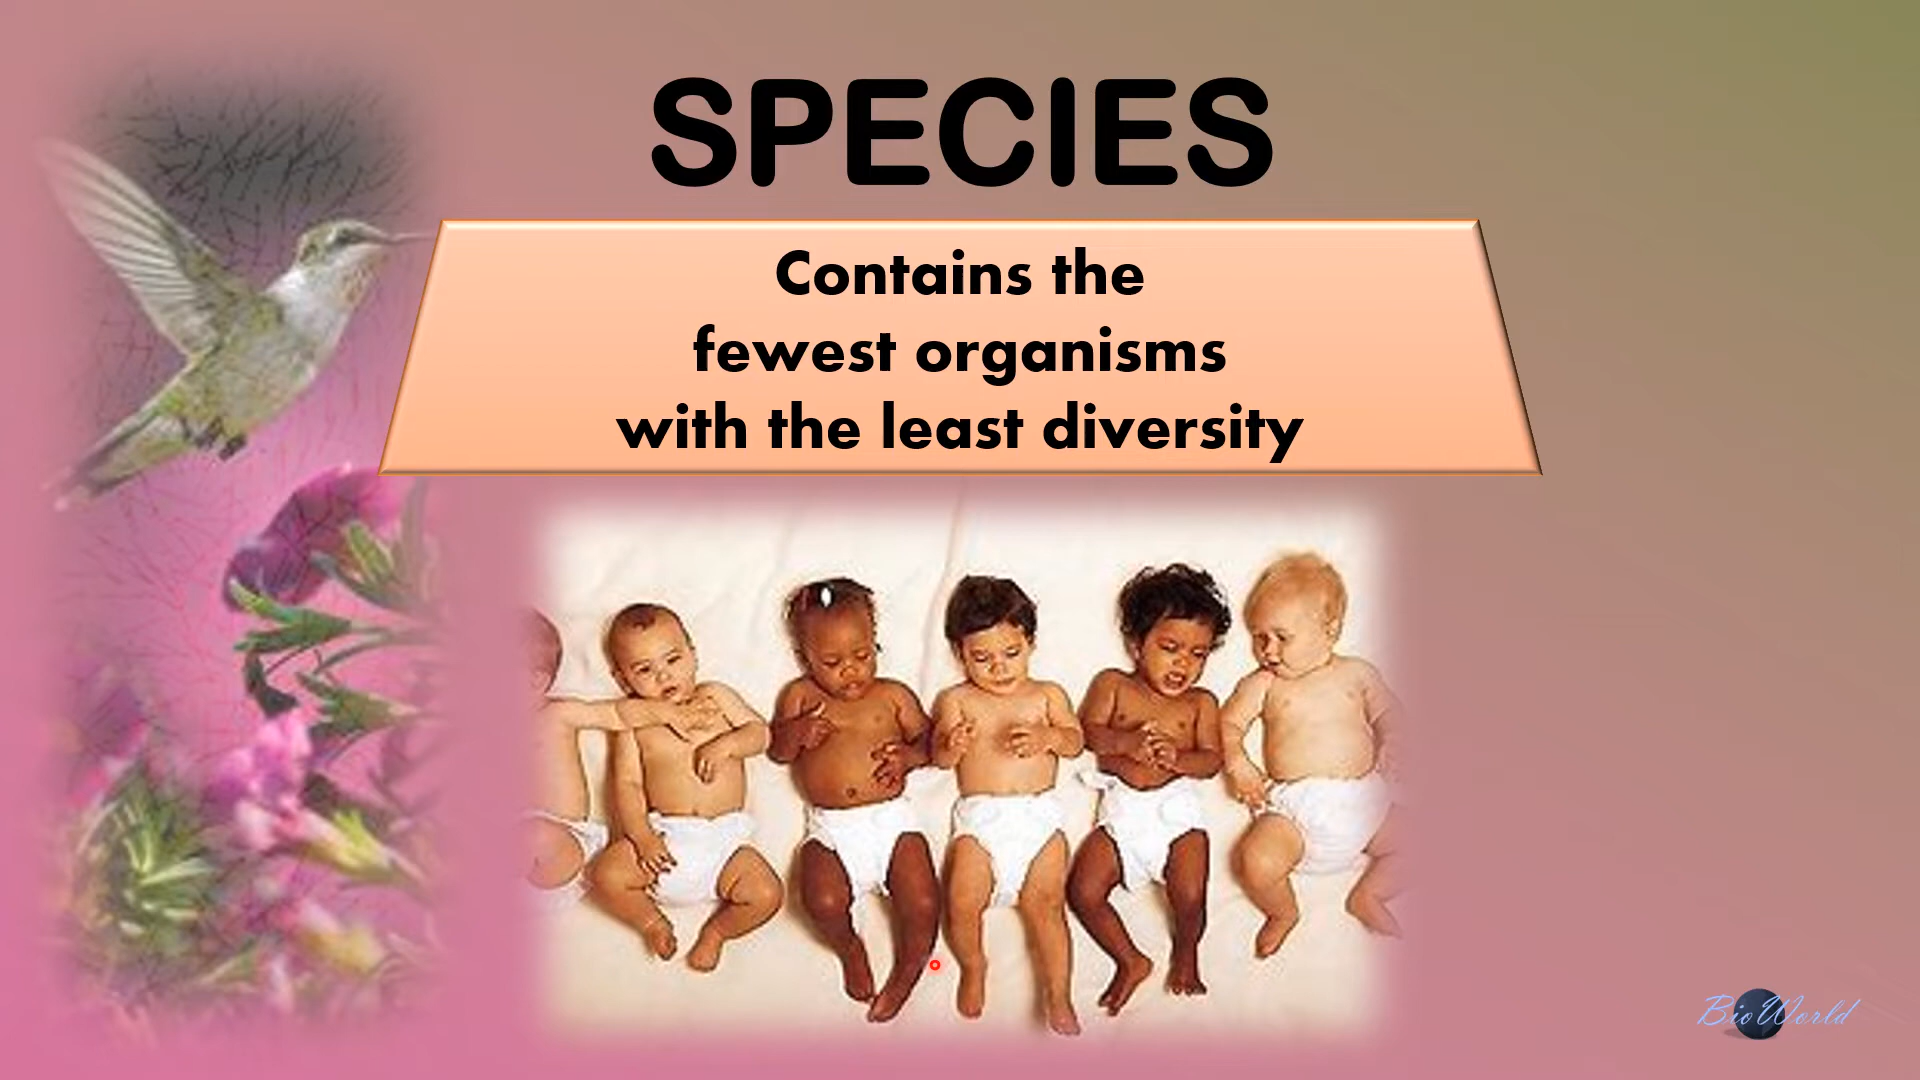 SPECIES
Contains the
fewest organisms
with the least diversity
BioWorld